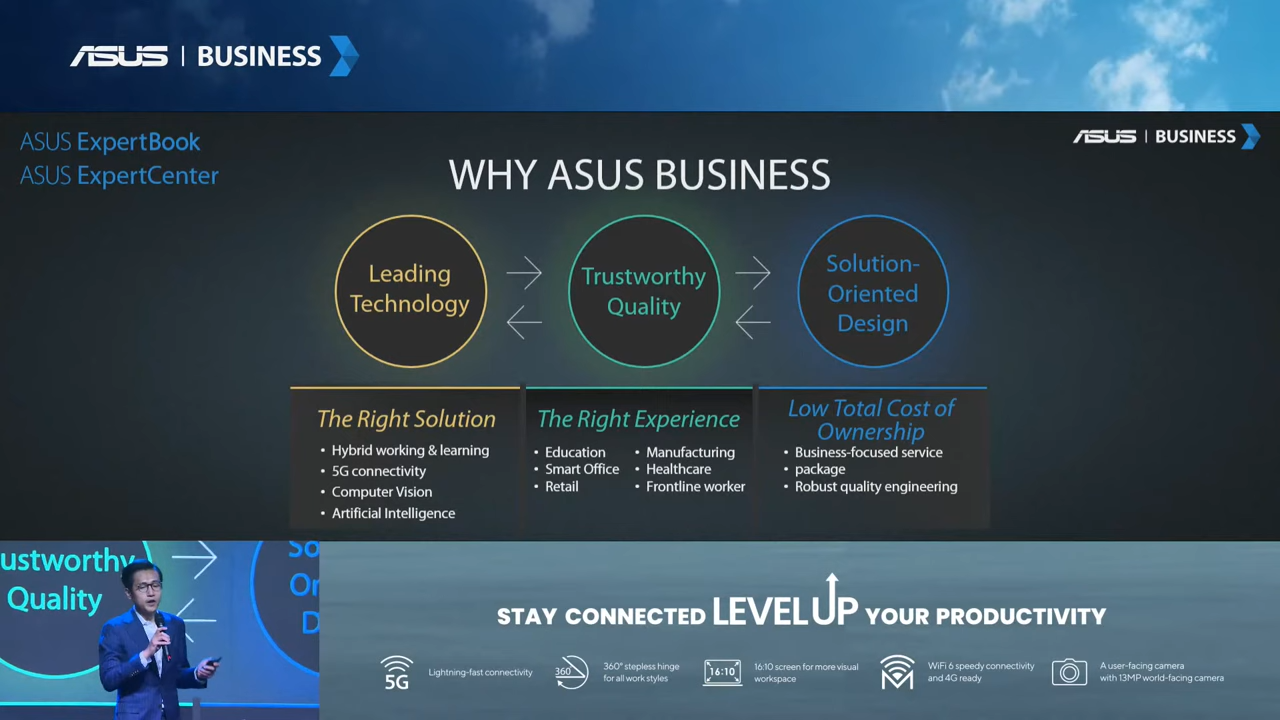 ASUS | BUSINESS
ASUS ExpertBook
ASUS ExpertCenter
ASUS | BUSINESS
WHY ASUS BUSINESS
Leading
Technology
Trustworthy
Quality
Solution-
Oriented
Design
The Right Solution
• Hybrid working & learning
• 5G connectivity
• Computer Vision
• Artificial Intelligence
The Right Experience
• Education
• Smart Office
• Retail
• Manufacturing
• Healthcare
• Frontline worker
Low Total Cost of
Ownership
• Business-focused service
• package
• Robust quality engineering
ustworthy
Quality
So
Or
D
STAY CONNECTED LEVEL UP YOUR PRODUCTIVITY
5G
Lightning-fast connectivity
360°
360° stepless hinge
for all work styles
16:10
16:10 screen for more visual
workspace
WiFi 6 speedy connectivity
and 4G ready
A user-facing camera
with 13MP world-facing camera